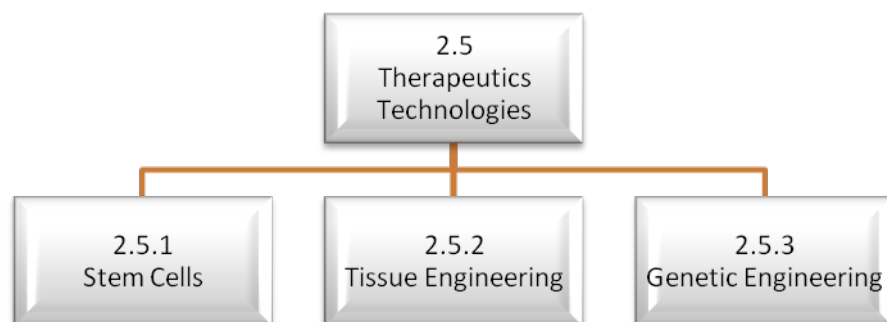 2.5
Therapeutics
Technologies
2.5.1
Stem Cells
2.5.2
Tissue Engineering
2.5.3
Genetic Engineering